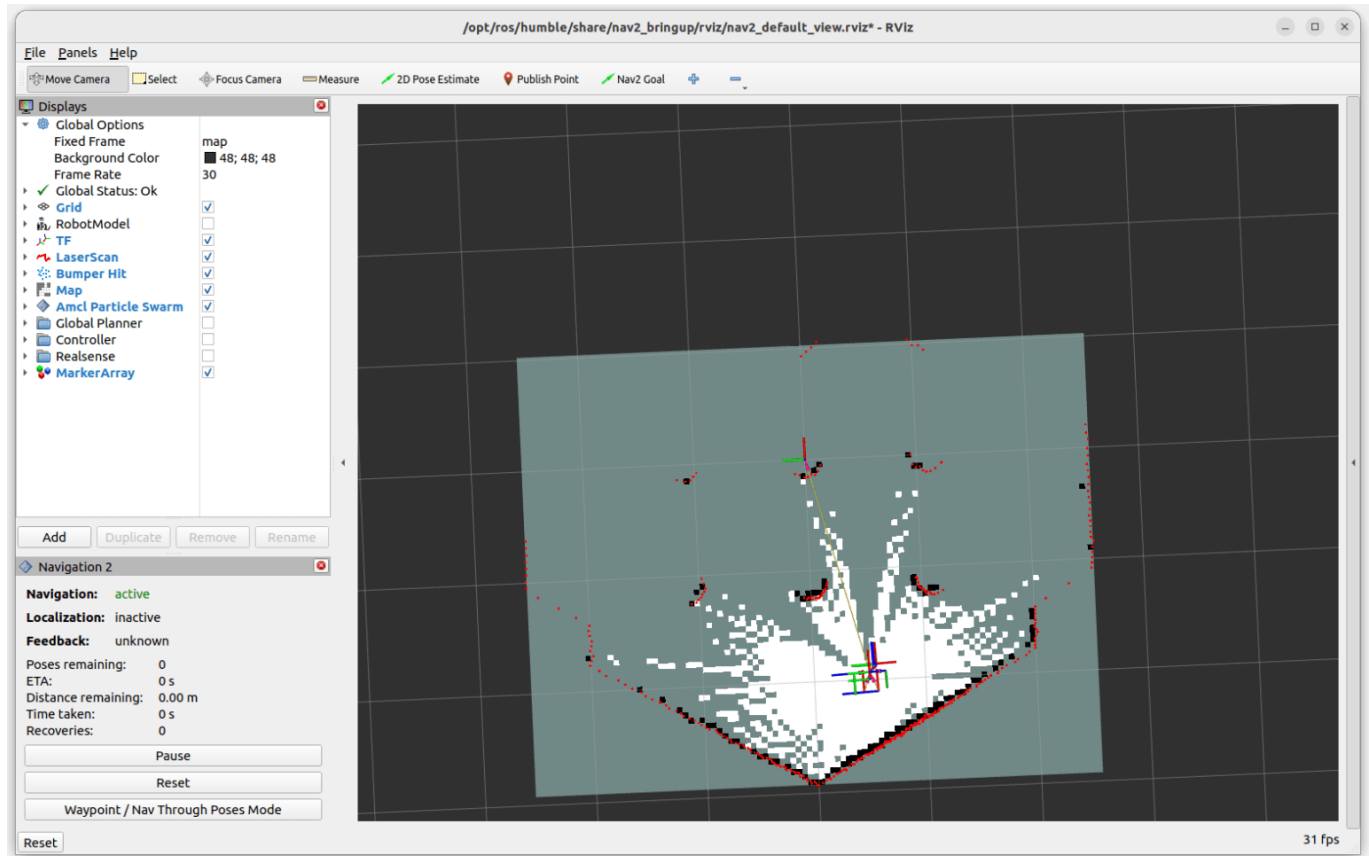 /opt/ros/humble/share/nav2_bringup/rviz/nav2_default_view.rviz* - RViz
File Panels Help
Move Camera Select Focus Camera Measure 2D Pose Estimate Publish Point Nav2 Goal
Displays
Global Options
Fixed Frame map
Background Color 48; 48; 48
Frame Rate 30
Global Status: Ok
Grid
RobotModel
TF
LaserScan
Bumper Hit
Map
Amcl Particle Swarm
Global Planner
Controller
Realsense
MarkerArray
Add Duplicate Remove Rename
Navigation 2
Navigation: active
Localization: inactive
Feedback: unknown
Poses remaining: 0
ETA: 0 s
Distance remaining: 0.00 m
Time taken: 0 s
Recoveries: 0
Pause
Reset
Waypoint / Nav Through Poses Mode
Reset 31 fps